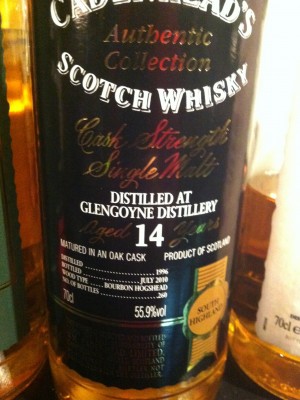 CADENHEAD'S
Authentic
Collection
SCOTCH WHISKY
Cask Strength
Single Malt
DISTILLED AT
GLENGOYNE DISTILLERY
Aged 14 Years
MATURED IN AN OAK CASK PRODUCT OF SCOTLAND
DISTILLED ........ 1996
BOTTLED ........ JULY 2010
WOOD TYPE ... BOURBON HOGSHEAD
NO. OF BOTTLES ........ 260
70cl 55.9%vol
SOUTH
HIGHLAND
70cl